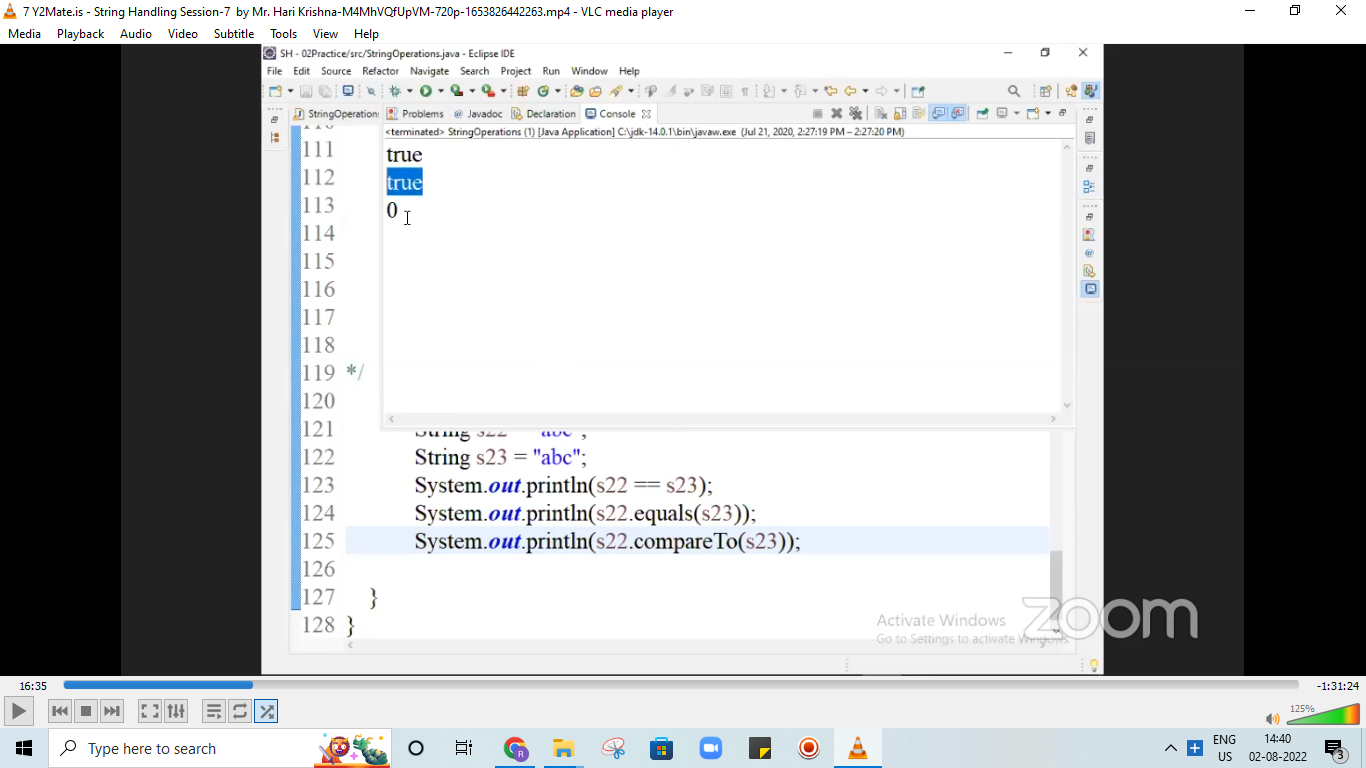 7 Y2Mate.is - String Handling Session-7 by Mr. Hari Krishna-M4MhVQfUpVM-720p-1653826442263.mp4 - VLC media player
Media Playback Audio Video Subtitle Tools View Help
SH - 02Practice/src/StringOperations.java - Eclipse IDE
File Edit Source Refactor Navigate Search Project Run Window Help
StringOperations Problems @ Javadoc Declaration Console
<terminated> StringOperations (1) [Java Application] C:\jdk-14.0.1\bin\javaw.exe (Jul 21, 2020, 2:27:19 PM – 2:27:20 PM)
true
true
0
110
111
112
113
114
115
116
117
118
119 */
120
121 String s22 = "abc";
122 String s23 = "abc";
123 System.out.println(s22 == s23);
124 System.out.println(s22.equals(s23));
125 System.out.println(s22.compareTo(s23));
126
127 }
128 }
Activate Windows
Go to Settings to activate Windows.
zoom
16:35 -1:31:24
125%
Type here to search
ENG
US
14:40
02-08-2022
3